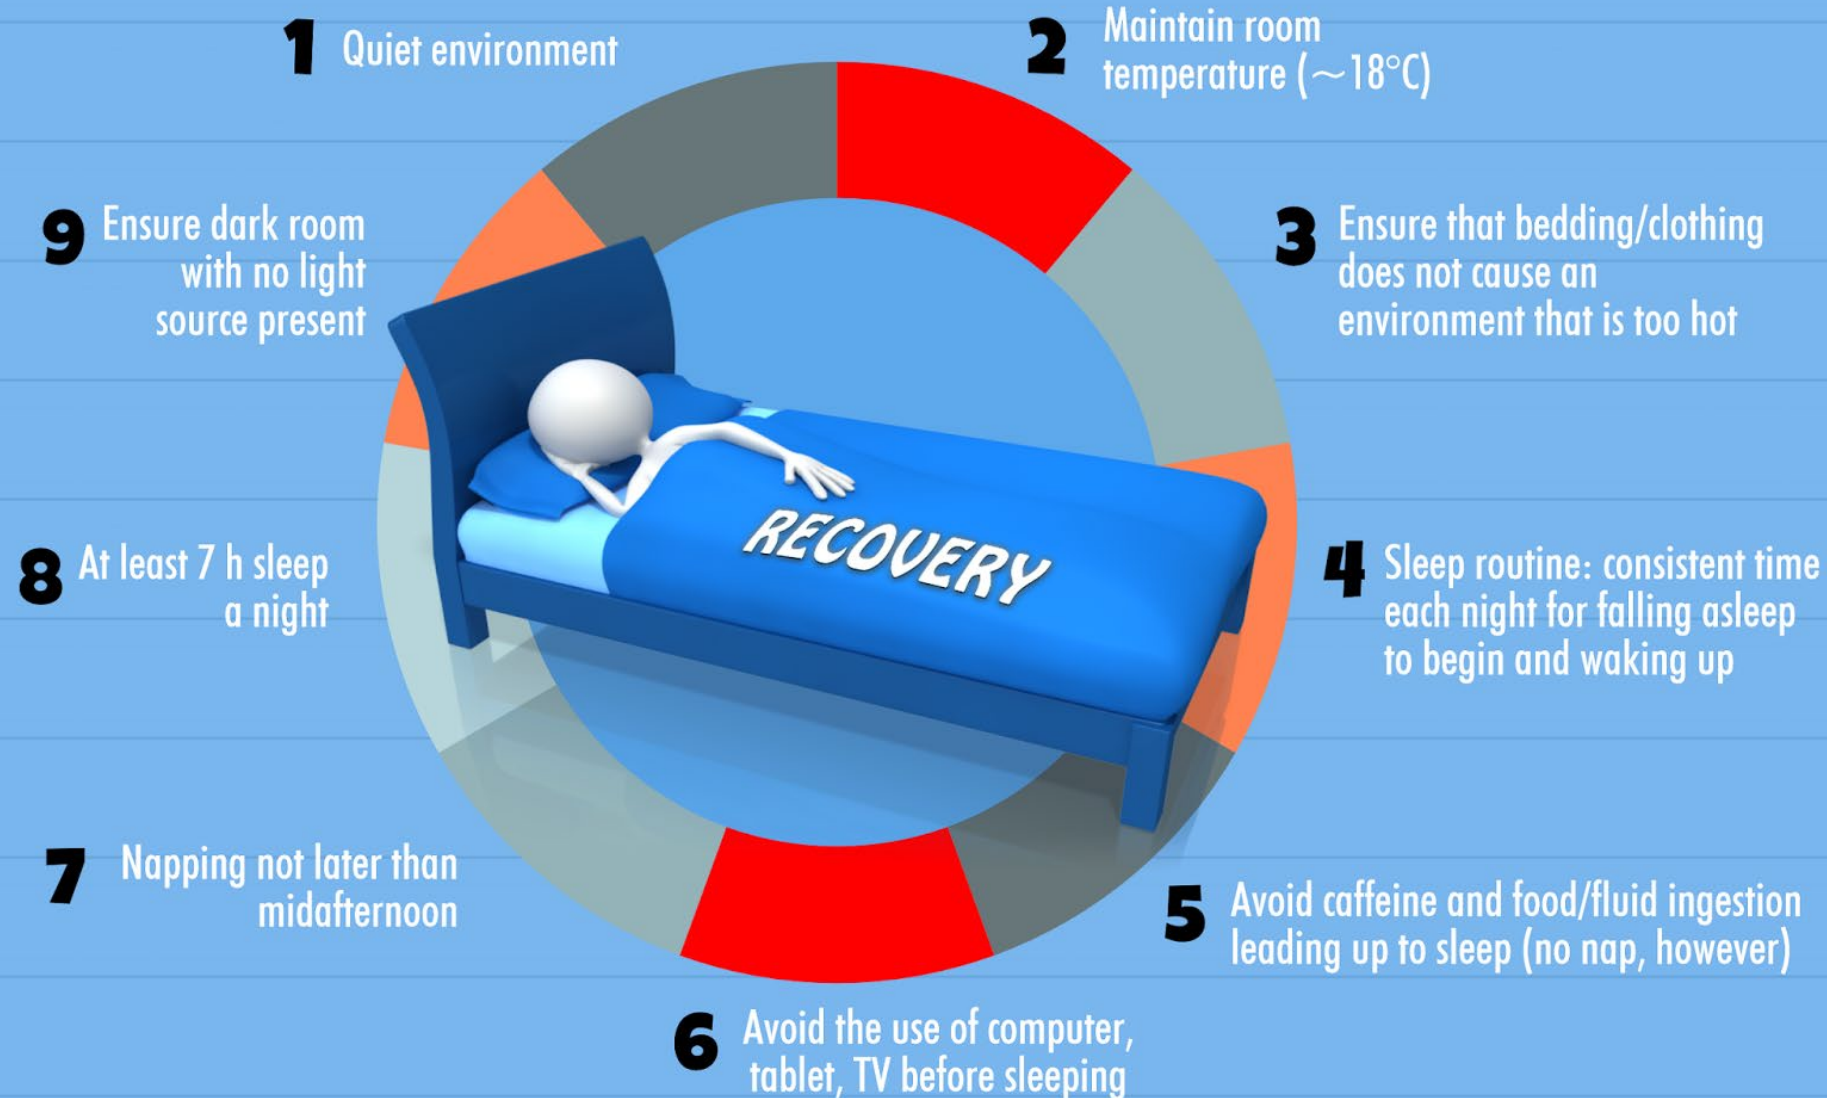 1 Quiet environment
2 Maintain room
temperature (~18°C)
3 Ensure that bedding/clothing
does not cause an
environment that is too hot
4 Sleep routine: consistent time
each night for falling asleep
to begin and waking up
5 Avoid caffeine and food/fluid ingestion
leading up to sleep (no nap, however)
6 Avoid the use of computer,
tablet, TV before sleeping
7 Napping not later than
midafternoon
8 At least 7 h sleep
a night
9 Ensure dark room
with no light
source present
RECOVERY